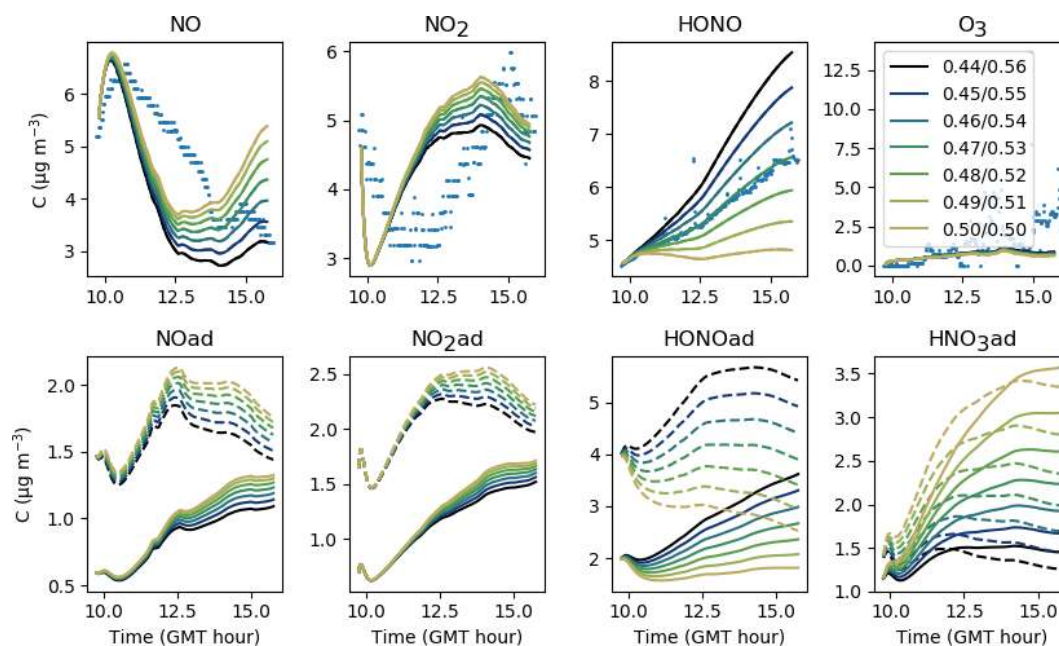 NO
NO2
HONO
O3
C (μg m−3)
6
5
4
3
10.0 12.5 15.0
6
5
4
3
10.0 12.5 15.0
8
7
6
5
10.0 12.5 15.0
12.5
10.0
7.5
5.0
2.5
0.0
10.0 12.5 15.0
0.44/0.56
0.45/0.55
0.46/0.54
0.47/0.53
0.48/0.52
0.49/0.51
0.50/0.50
NOad
NO2ad
HONOad
HNO3ad
C (μg m−3)
2.0
1.5
1.0
0.5
10.0 12.5 15.0
Time (GMT hour)
2.5
2.0
1.5
1.0
10.0 12.5 15.0
Time (GMT hour)
5
4
3
2
10.0 12.5 15.0
Time (GMT hour)
3.5
3.0
2.5
2.0
1.5
1.0
10.0 12.5 15.0
Time (GMT hour)